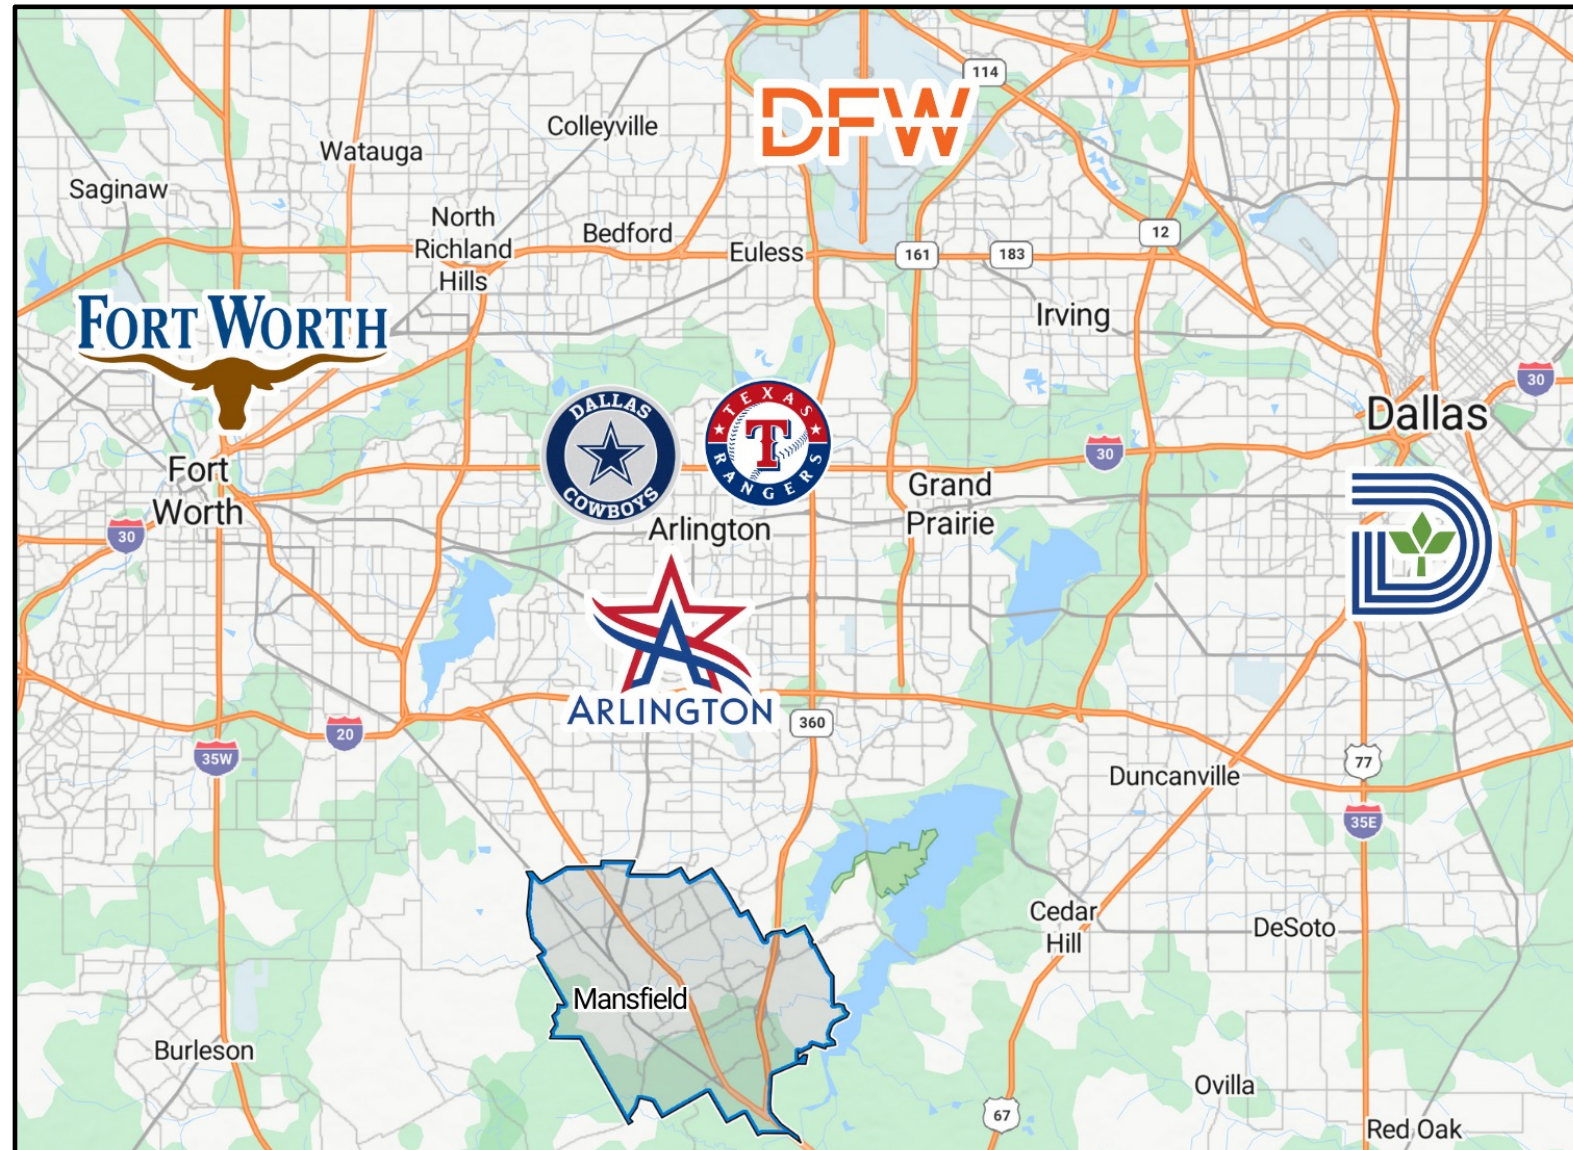 114
DFW
Colleyville
Watauga
Saginaw
North
Richland
Hills
Bedford
Euless
12
161
183
Irving
FORT WORTH
30
DALLAS
COWBOYS
TEXAS
T
RANGERS
Dallas
30
Fort
Worth
Grand
Prairie
30
Arlington
D
A
ARLINGTON
360
20
35W
77
Duncanville
35E
Cedar
Hill
DeSoto
Mansfield
Burleson
Ovilla
67
Red Oak